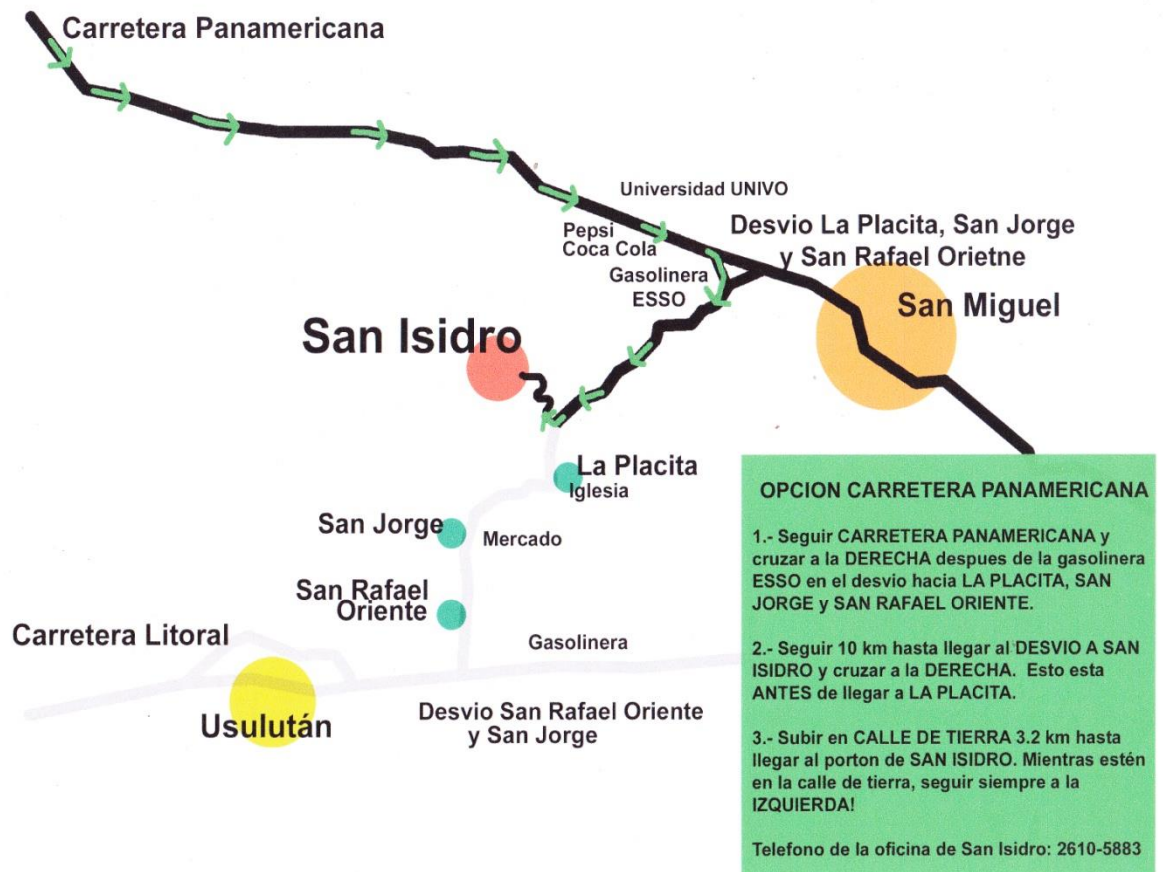 Carretera Panamericana
Universidad UNIVO
Pepsi
Coca Cola
Desvio La Placita, San Jorge
y San Rafael Orietne
Gasolinera
ESSO
San Miguel
San Isidro
La Placita
Iglesia
San Jorge
Mercado
San Rafael
Oriente
Carretera Litoral
Gasolinera
Usulután
Desvio San Rafael Oriente
y San Jorge
OPCION CARRETERA PANAMERICANA
1.- Seguir CARRETERA PANAMERICANA y
cruzar a la DERECHA despues de la gasolinera
ESSO en el desvio hacia LA PLACITA, SAN
JORGE y SAN RAFAEL ORIENTE.
2.- Seguir 10 km hasta llegar al DESVIO A SAN
ISIDRO y cruzar a la DERECHA. Esto esta
ANTES de llegar a LA PLACITA.
3.- Subir en CALLE DE TIERRA 3.2 km hasta
llegar al porton de SAN ISIDRO. Mientras estén
en la calle de tierra, seguir siempre a la
IZQUIERDA!
Telefono de la oficina de San Isidro: 2610-5883